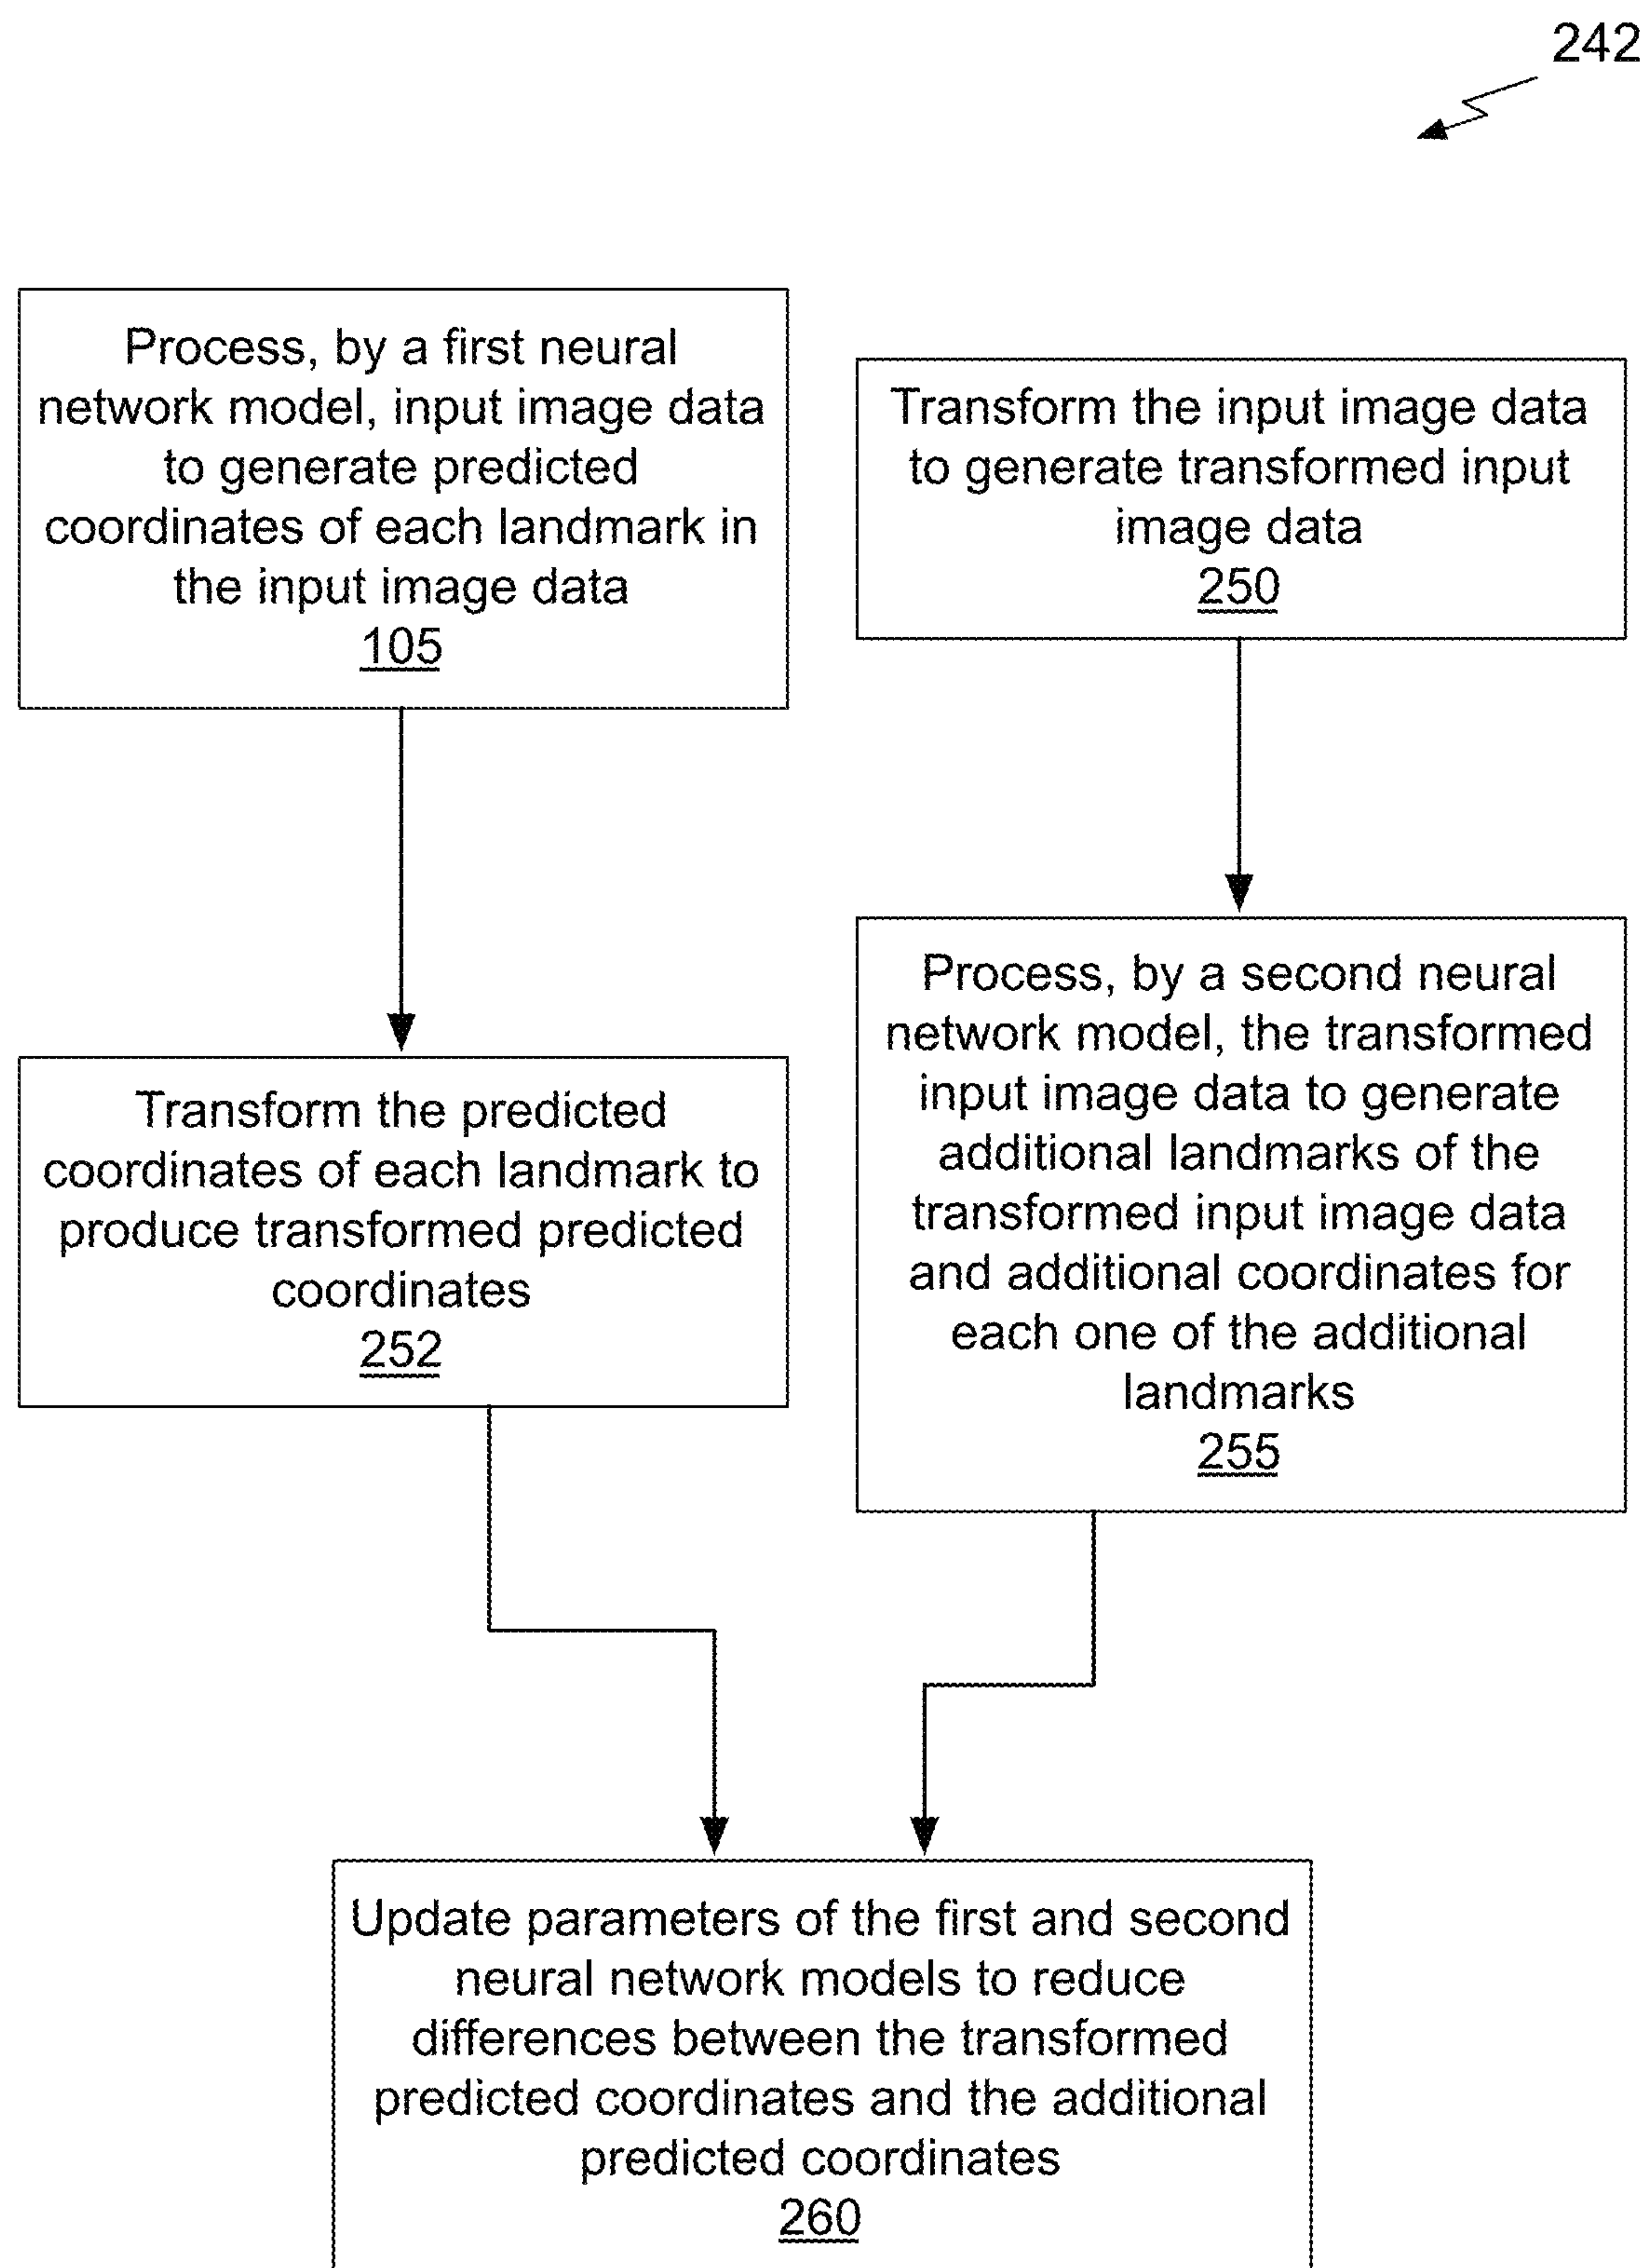 242
Process, by a first neural
network model, input image data
to generate predicted
coordinates of each landmark in
the input image data
105
Transform the input image data
to generate transformed input
image data
250
Transform the predicted
coordinates of each landmark to
produce transformed predicted
coordinates
252
Process, by a second neural
network model, the transformed
input image data to generate
additional landmarks of the
transformed input image data
and additional coordinates for
each one of the additional
landmarks
255
Update parameters of the first and second
neural network models to reduce
differences between the transformed
predicted coordinates and the additional
predicted coordinates
260